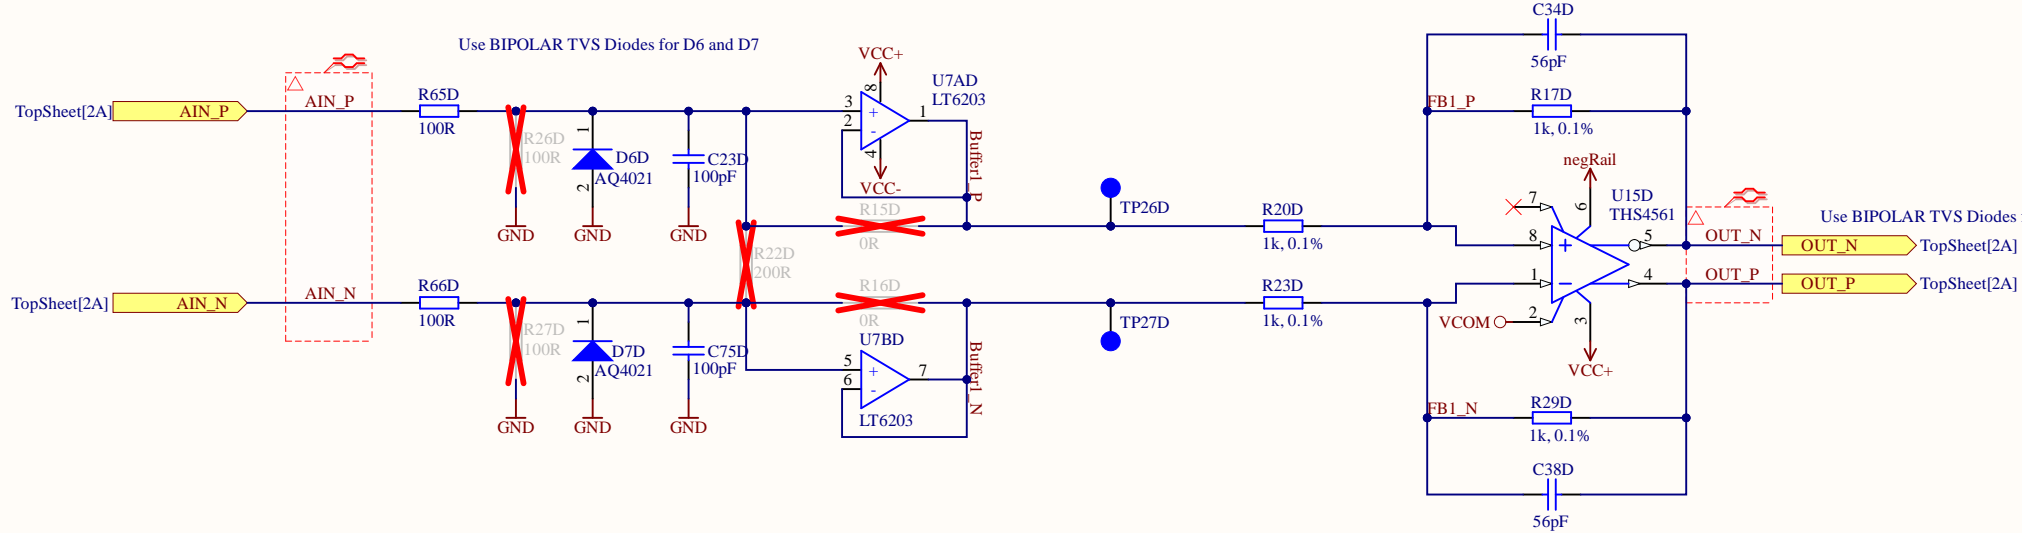 C34D
56pF
Use BIPOLAR TVS Diodes for D6 and D7
VCC+
U7AD
LT6203
TopSheet[2A] AIN_P AIN_P
R65D
100R
R26D
100R
1
2
D6D
AQ4021
C23D
100pF
GND GND GND
3
2
8
4
1
+
-
VCC-
Buffer1_P
R15D
0R
R22D
200R
TP26D
R20D
1k, 0.1%
FB1_P
R17D
1k, 0.1%
negRail
U15D
THS4561
7
6
8
5
1
4
2
3
VCOM
VCC+
Use BIPOLAR TVS Diodes
OUT_N OUT_N TopSheet[2A]
OUT_P OUT_P TopSheet[2A]
TopSheet[2A] AIN_N AIN_N
R66D
100R
R27D
100R
1
2
D7D
AQ4021
C75D
100pF
GND GND GND
R16D
0R
U7BD
5
6
7
+
-
LT6203
Buffer1_N
TP27D
R23D
1k, 0.1%
FB1_N
R29D
1k, 0.1%
C38D
56pF